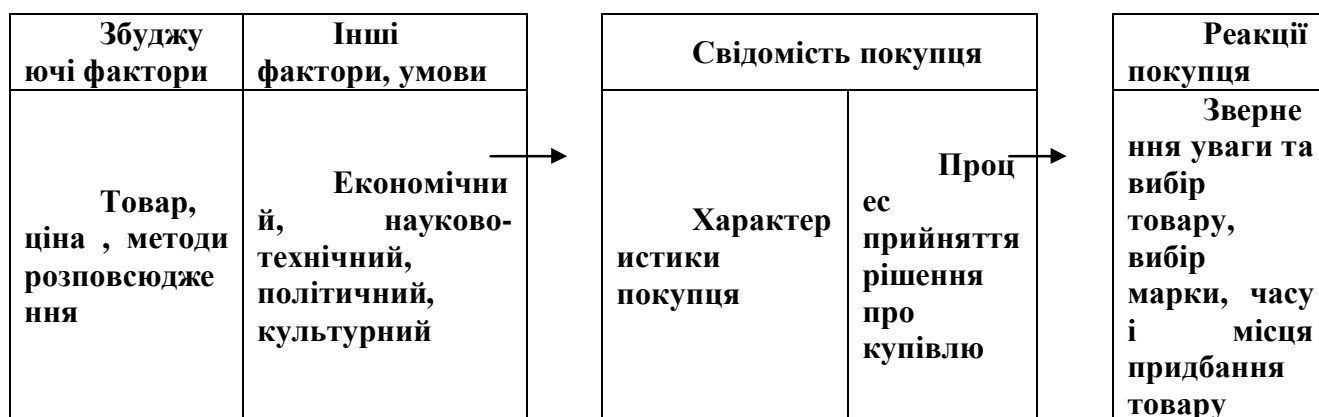 Збуджу
ючі фактори
Інші
фактори, умови
Свідомість покупця
Реакції
покупця
Товар,
ціна , методи
розповсюдже
ння
Економічни
й, науково-
технічний,
політичний,
культурний
Характер
истики
покупця
Проц
ес
прийняття
рішення
про
купівлю
Зверне
ння уваги та
вибір
товару,
вибір
марки, часу
і місця
придбання
товару